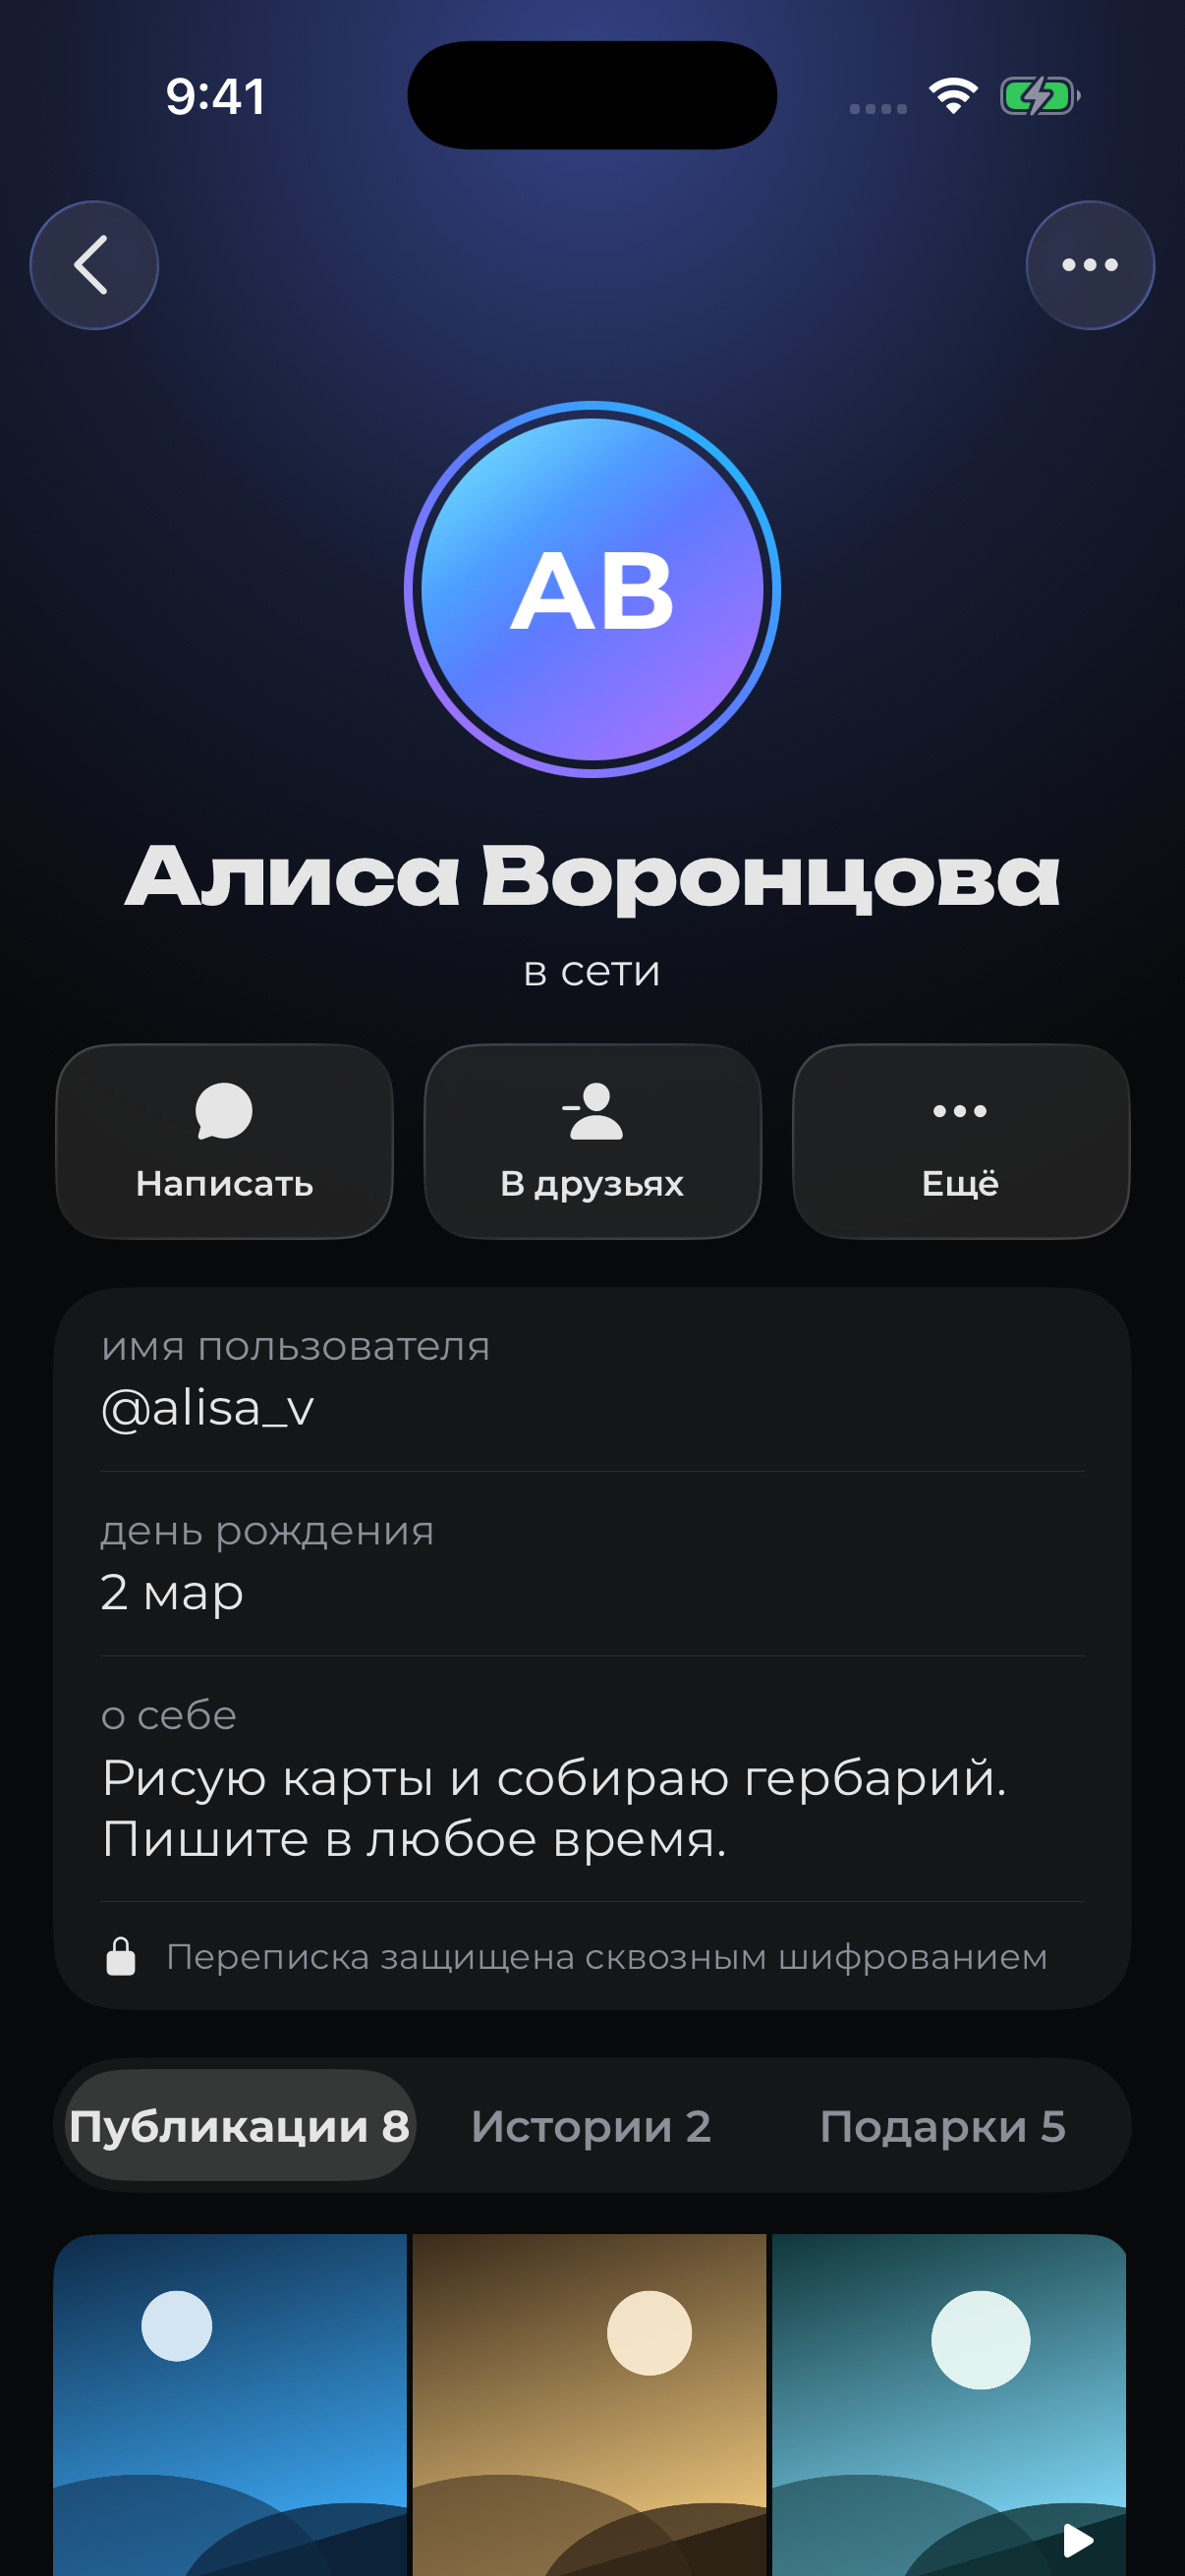 9:41
АВ
Алиса Воронцова
в сети
Написать
В друзьях
Ещё
имя пользователя
@alisa_v
день рождения
2 мар
о себе
Рисую карты и собираю гербарий.
Пишите в любое время.
Переписка защищена сквозным шифрованием
Публикации 8
Истории 2
Подарки 5